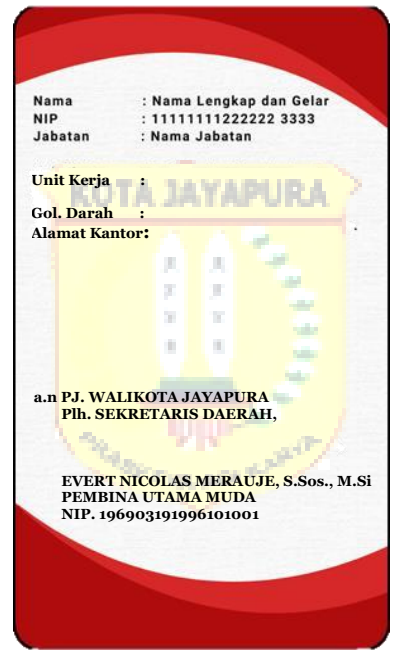 Nama : Nama Lengkap dan Gelar
NIP : 11111111222222 3333
Jabatan : Nama Jabatan
Unit Kerja :
KOTA JAYAPURA
Gol. Darah :
Alamat Kantor:
a.n PJ. WALIKOTA JAYAPURA
Plh. SEKRETARIS DAERAH,
EVERT NICOLAS MERAUJE, S.Sos., M.Si
PEMBINA UTAMA MUDA
NIP. 196903191996101001